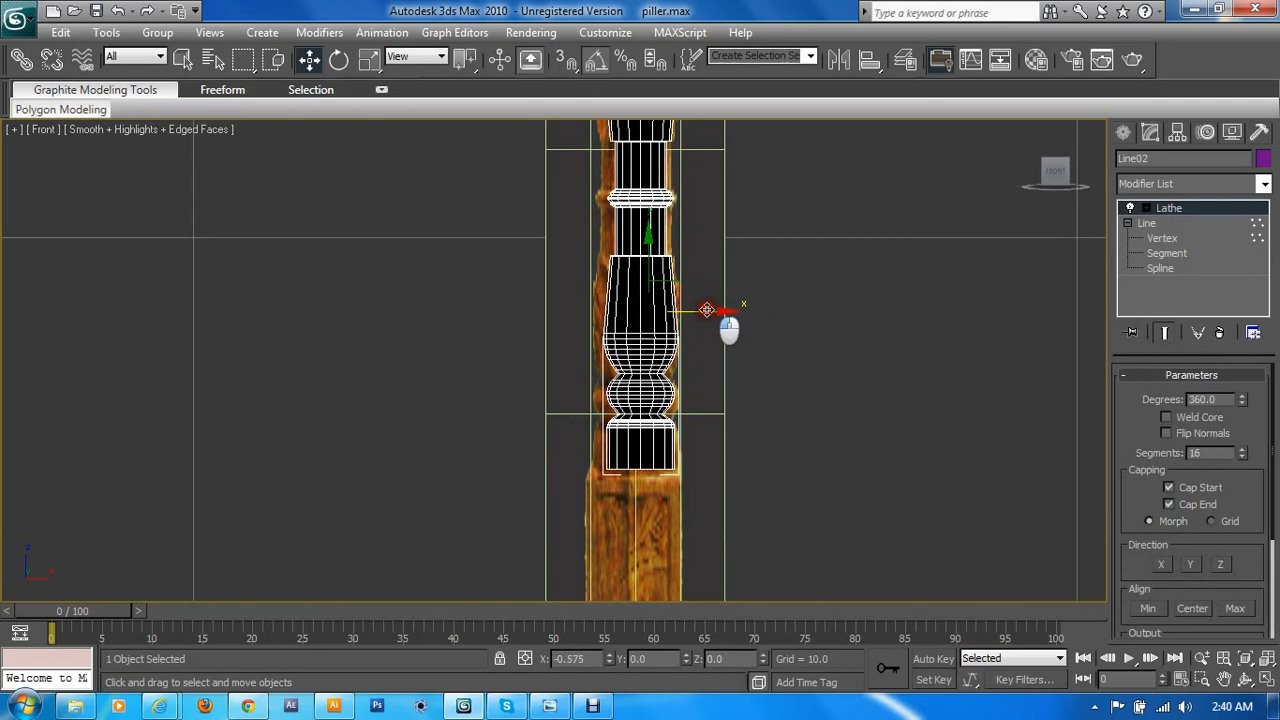 Autodesk 3ds Max 2010 - Unregistered Version piller.max
Type a keyword or phrase
Edit Tools Group Views Create Modifiers Animation Graph Editors Rendering Customize MAXScript Help
All View Create Selection Se
Graphite Modeling Tools Freeform Selection
Polygon Modeling
[ + ] [ Front ] [ Smooth + Highlights + Edged Faces ]
FRONT
Line02
Modifier List
Lathe
Line
Vertex
Segment
Spline
x
- Parameters
Degrees: 360.0
Weld Core
Flip Normals
Segments: 16
Capping
Cap Start
Cap End
Morph Grid
Direction
X Y Z
Align
Min Center Max
Output
z
x
< 0 / 100 >
0 5 10 15 20 25 30 35 40 45 50 55 60 65 70 75 80 85 90 95 100
1 Object Selected X: -0.575 Y: 0.0 Z: 0.0 Grid = 10.0 Auto Key Selected
Welcome to M Click and drag to select and move objects Add Time Tag Set Key Key Filters... 0
2:40 AM